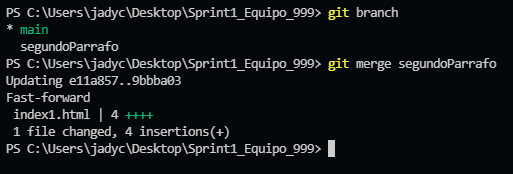 PS C:\Users\jadyc\Desktop\Sprint1_Equipo_999> git branch
* main
  segundoParrafo
PS C:\Users\jadyc\Desktop\Sprint1_Equipo_999> git merge segundoParrafo
Updating e11a857..9bbba03
Fast-forward
 index1.html | 4 ++++
 1 file changed, 4 insertions(+)
PS C:\Users\jadyc\Desktop\Sprint1_Equipo_999>